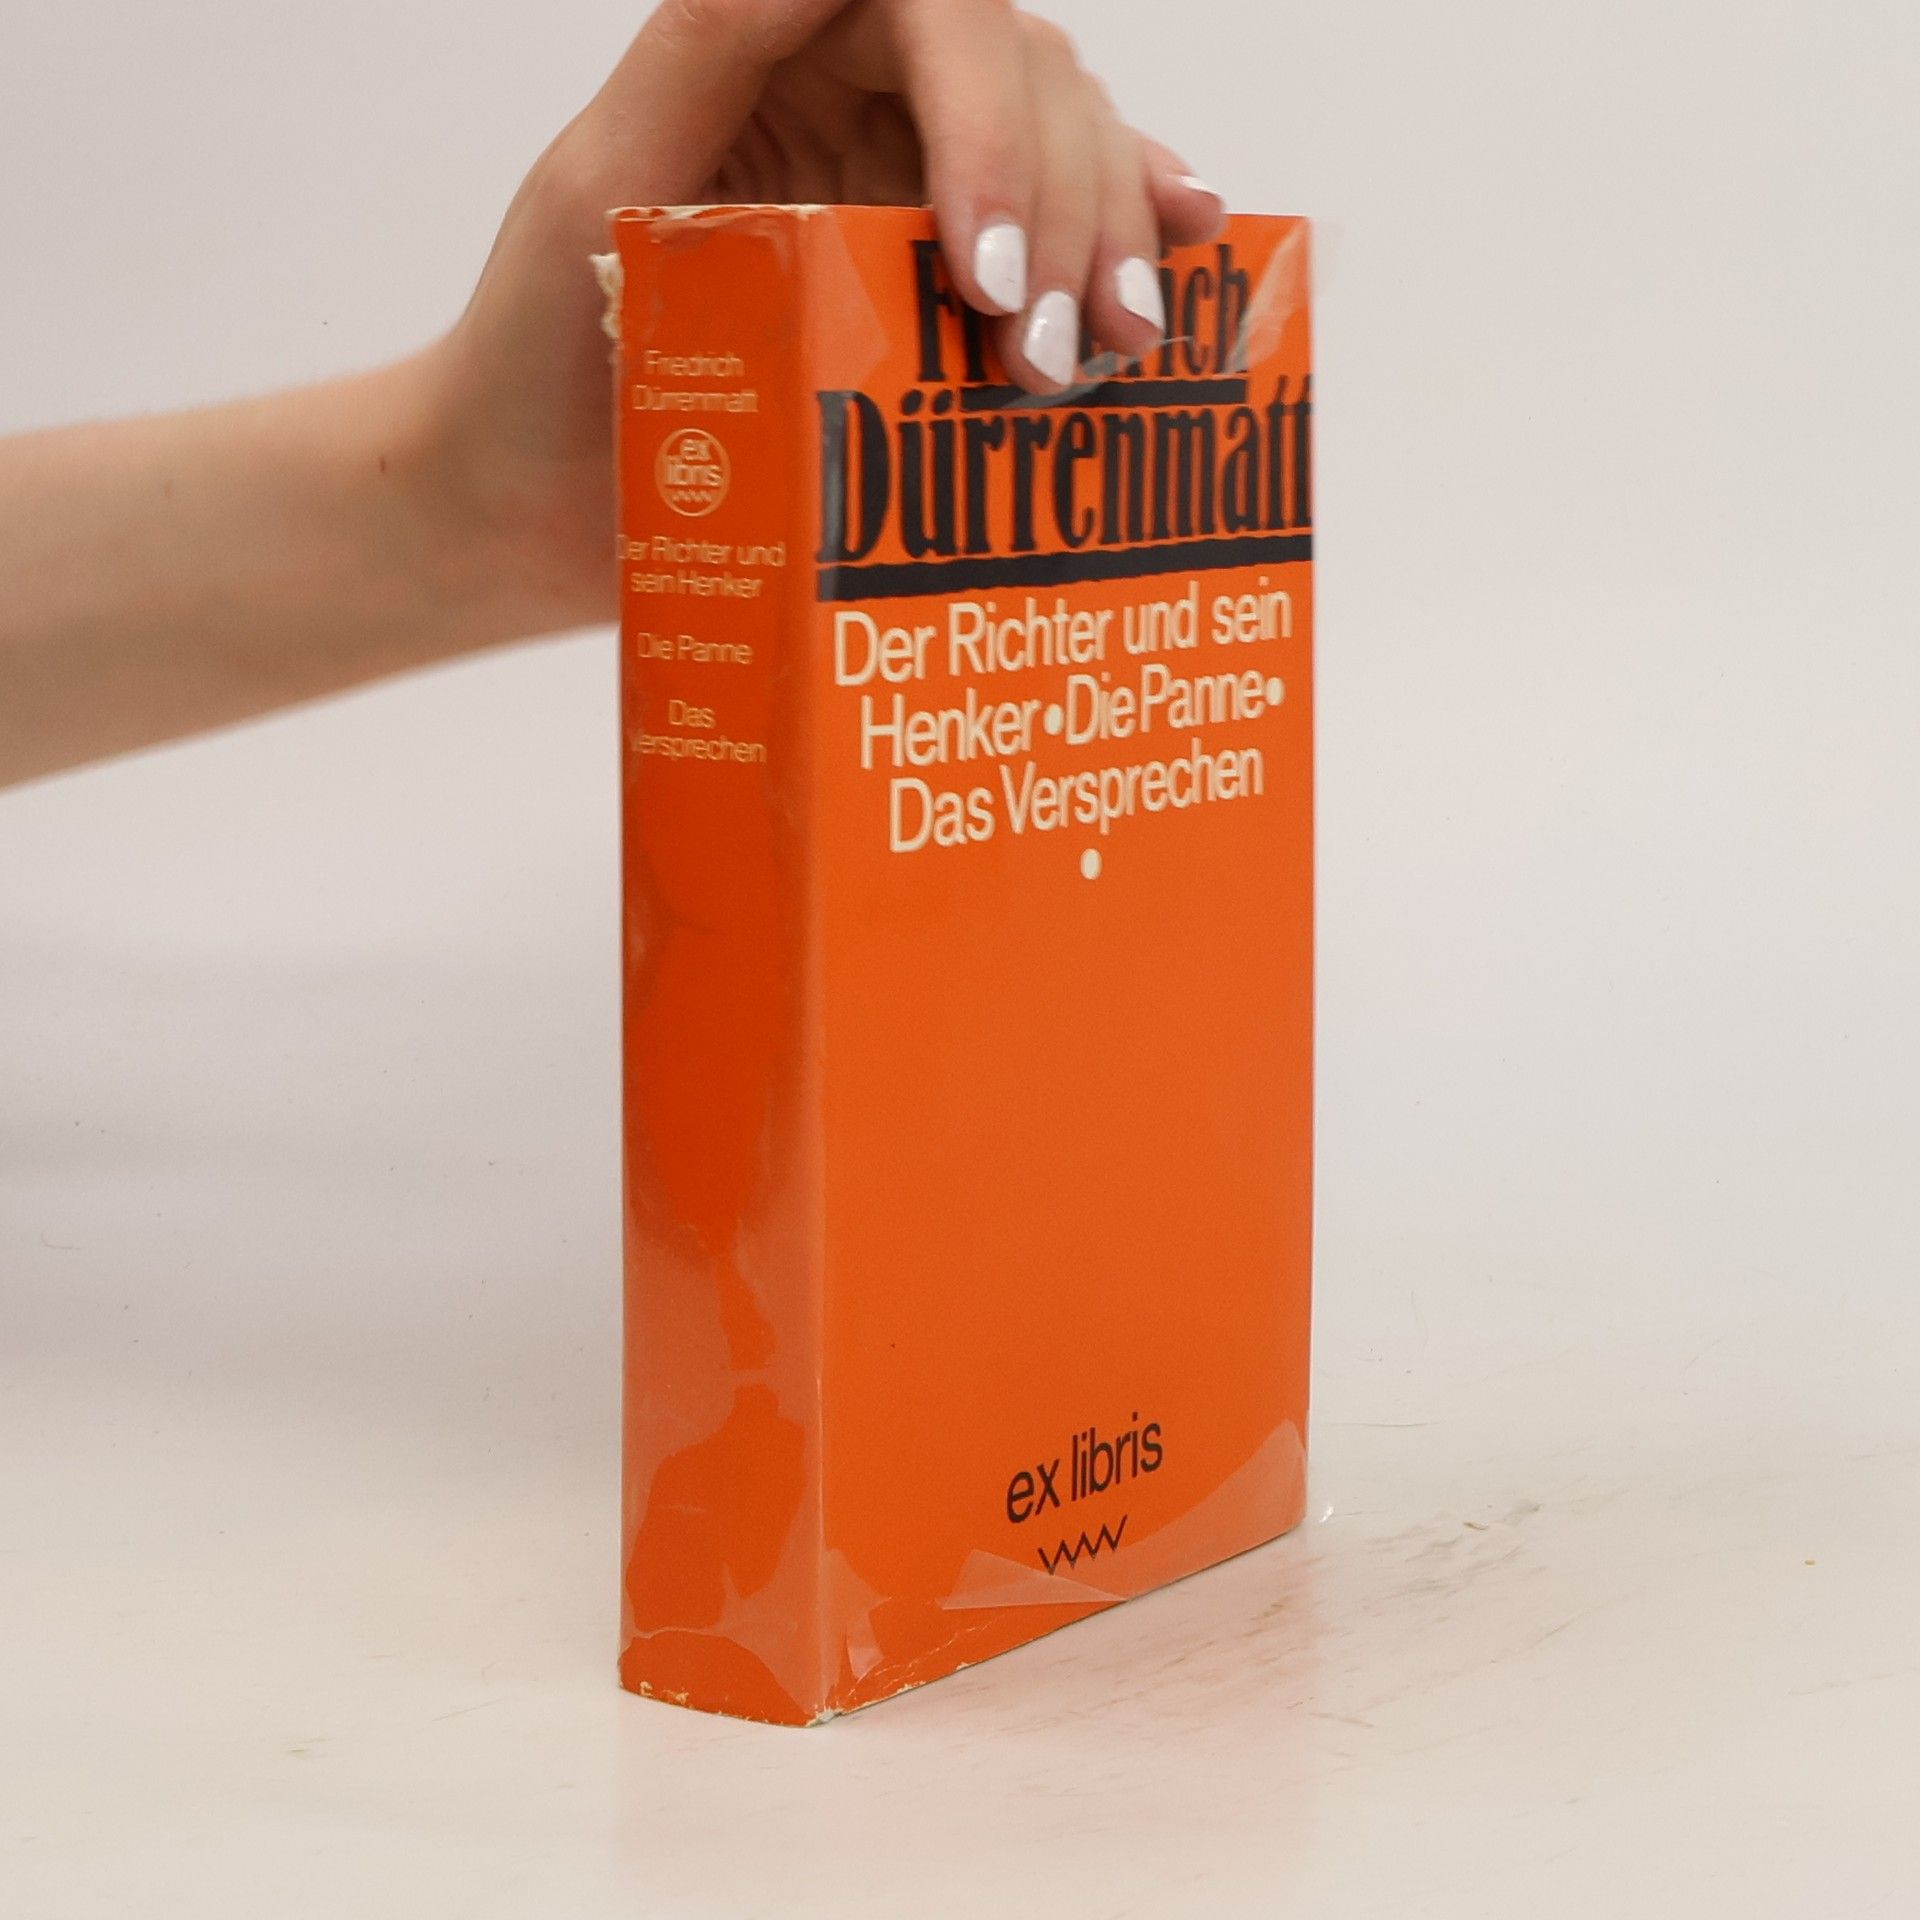 Friedrich
Dürrenmatt
ex
libris
Der Richter und
sein Henker
Die Panne
Das
Versprechen
Friedrich
Dürrenmatt
Der Richter und sein
Henker•Die Panne•
Das Versprechen
•
ex libris